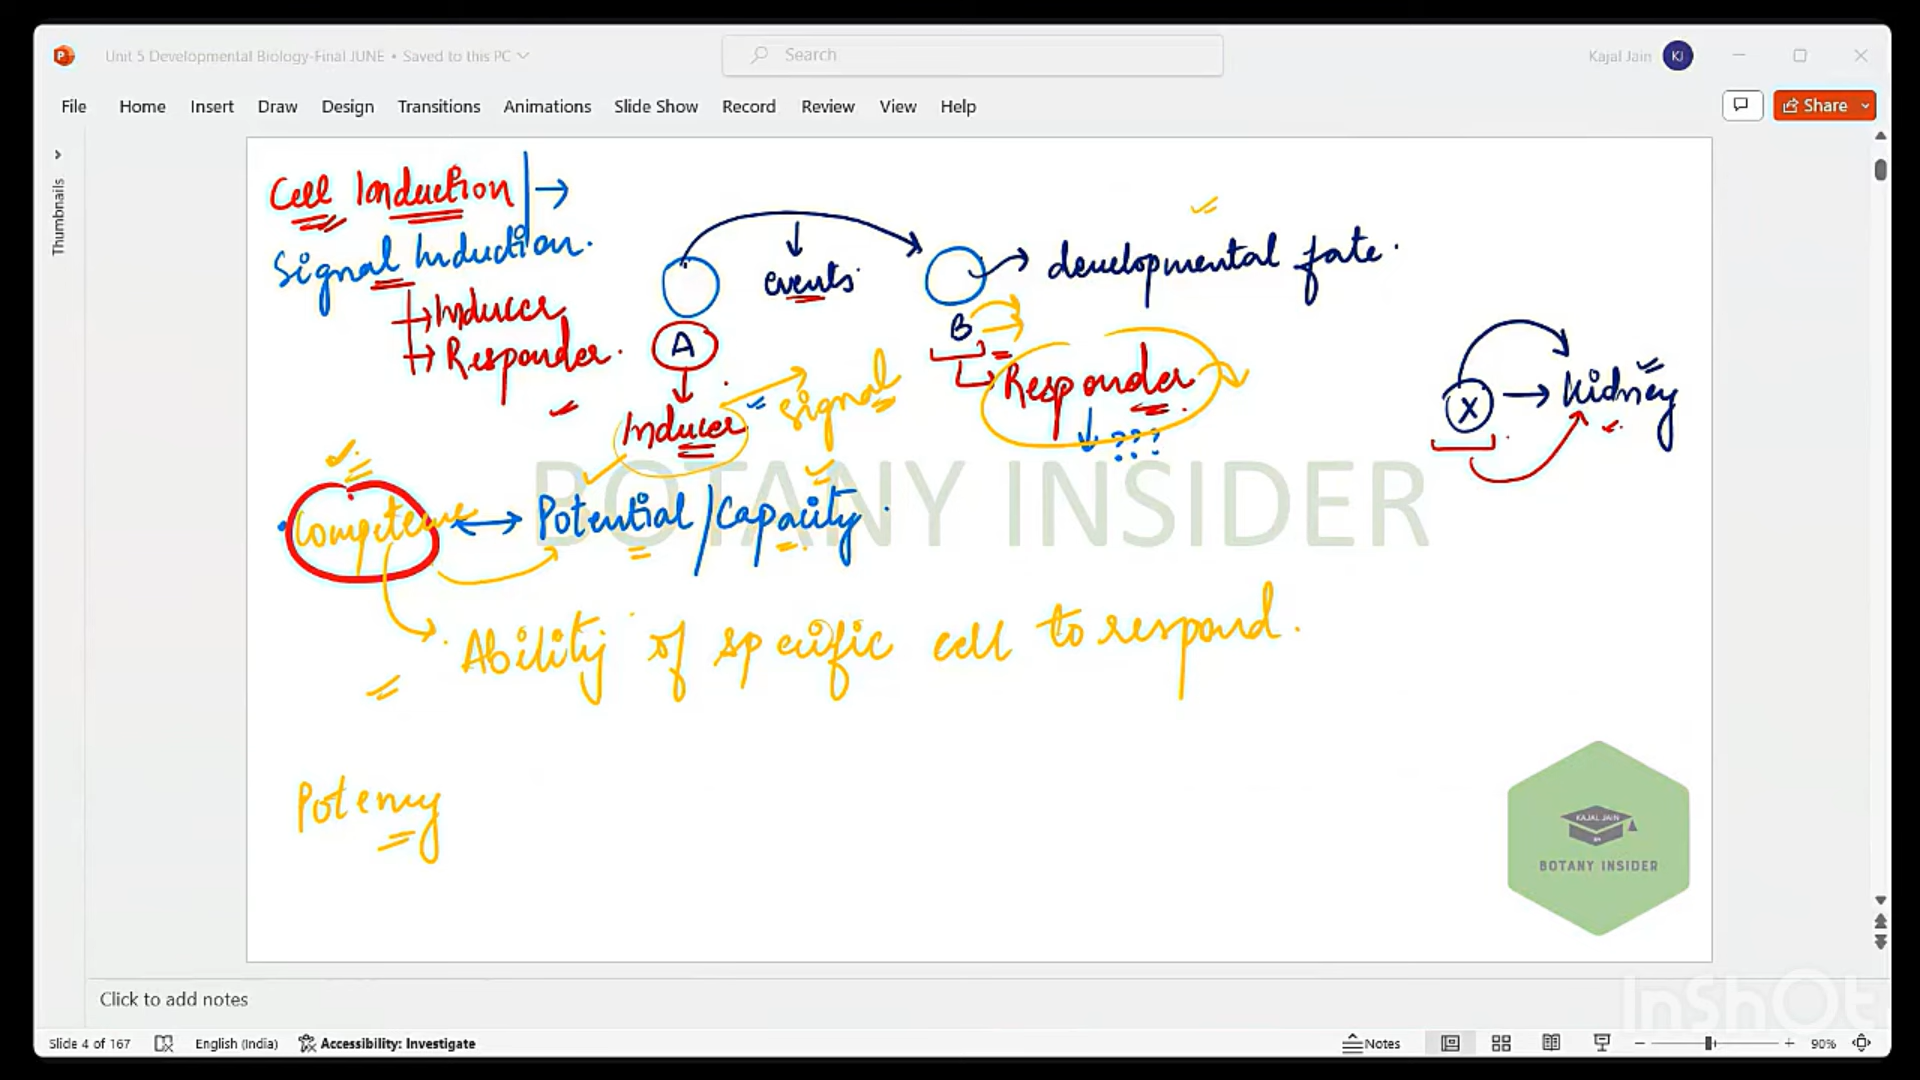 Unit 5 Developmental Biology-Final JUNE • Saved to this PC
Search
Kajal Jain KJ
File Home Insert Draw Design Transitions Animations Slide Show Record Review View Help
Share
Thumbnails
Cell Induction
Signal Induction.
Inducer
Responder.
events
developmental fate.
A
B
Inducer
signal
Responder
???
X
Kidney
Competence
Potential/Capacity.
BOTANY INSIDER
Ability of specific cell to respond.
Potency
KAJAL JAIN
BOTANY INSIDER
Click to add notes
InShOt
Slide 4 of 167 English (India) Accessibility: Investigate Notes 90%